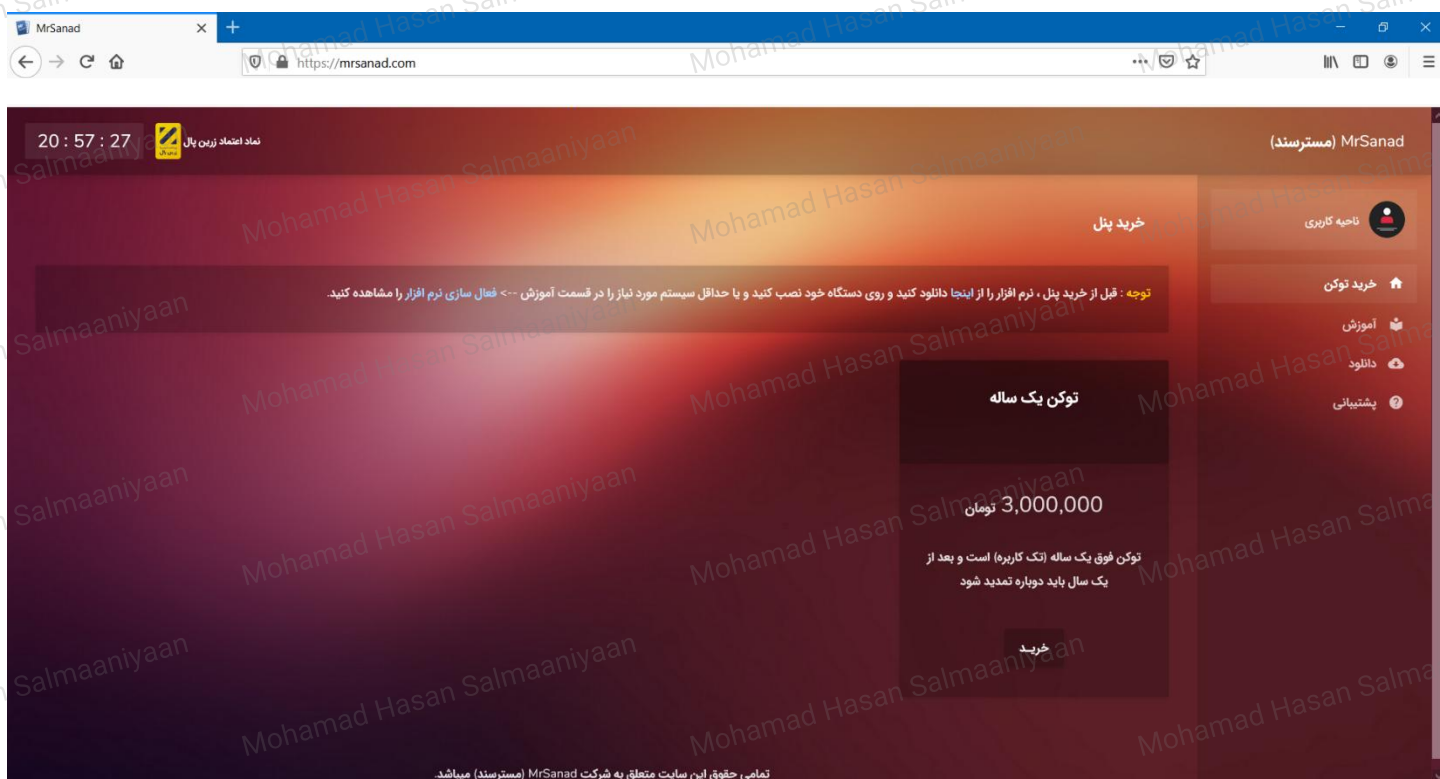 MrSanad
https://mrsanad.com
MrSanad (مسترسند)
نماد اعتماد زرین پال
زرین پال
20 : 57 : 27
ناحیه کاربری
خرید توکن
آموزش
دانلود
پشتیبانی
خرید پنل
توجه : قبل از خرید پنل ، نرم افزار را از اینجا دانلود کنید و روی دستگاه خود نصب کنید و یا حداقل سیستم مورد نیاز را در قسمت آموزش --> فعال سازی نرم افزار را مشاهده کنید.
توکن یک ساله
3,000,000 تومان
توکن فوق یک ساله (تک کاربره) است و بعد از
یک سال باید دوباره تمدید شود
خریـد
تمامی حقوق این سایت متعلق به شرکت MrSanad (مسترسند) میباشد.
Mohamad Hasan Salmaaniyaan